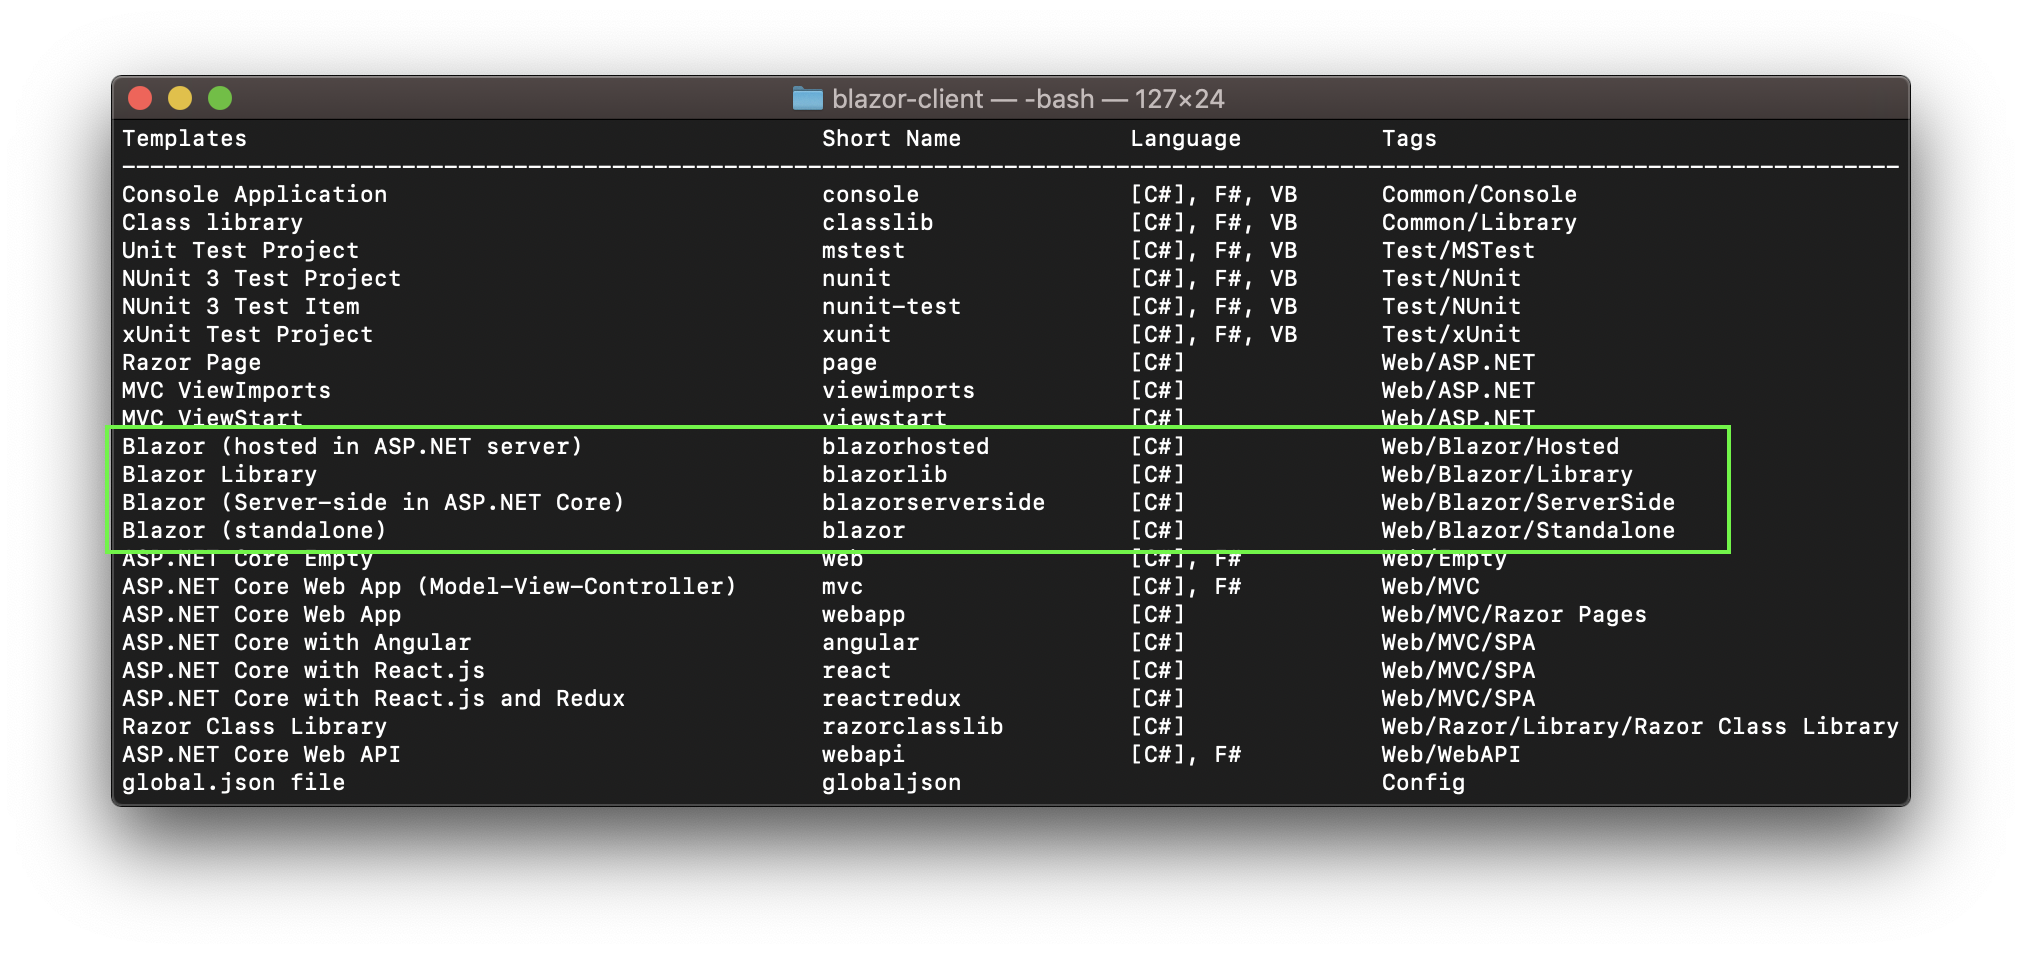 blazor-client — -bash — 127×24
Templates Short Name Language Tags
--------------------------------------------------------------------------------------------------------------------------------
Console Application console [C#], F#, VB Common/Console
Class library classlib [C#], F#, VB Common/Library
Unit Test Project mstest [C#], F#, VB Test/MSTest
NUnit 3 Test Project nunit [C#], F#, VB Test/NUnit
NUnit 3 Test Item nunit-test [C#], F#, VB Test/NUnit
xUnit Test Project xunit [C#], F#, VB Test/xUnit
Razor Page page [C#] Web/ASP.NET
MVC ViewImports viewimports [C#] Web/ASP.NET
MVC ViewStart viewstart [C#] Web/ASP.NET
Blazor (hosted in ASP.NET server) blazorhosted [C#] Web/Blazor/Hosted
Blazor Library blazorlib [C#] Web/Blazor/Library
Blazor (Server-side in ASP.NET Core) blazorserverside [C#] Web/Blazor/ServerSide
Blazor (standalone) blazor [C#] Web/Blazor/Standalone
ASP.NET Core Empty web [C#], F# Web/Empty
ASP.NET Core Web App (Model-View-Controller) mvc [C#], F# Web/MVC
ASP.NET Core Web App webapp [C#] Web/MVC/Razor Pages
ASP.NET Core with Angular angular [C#] Web/MVC/SPA
ASP.NET Core with React.js react [C#] Web/MVC/SPA
ASP.NET Core with React.js and Redux reactredux [C#] Web/MVC/SPA
Razor Class Library razorclasslib [C#] Web/Razor/Library/Razor Class Library
ASP.NET Core Web API webapi [C#], F# Web/WebAPI
global.json file globaljson Config